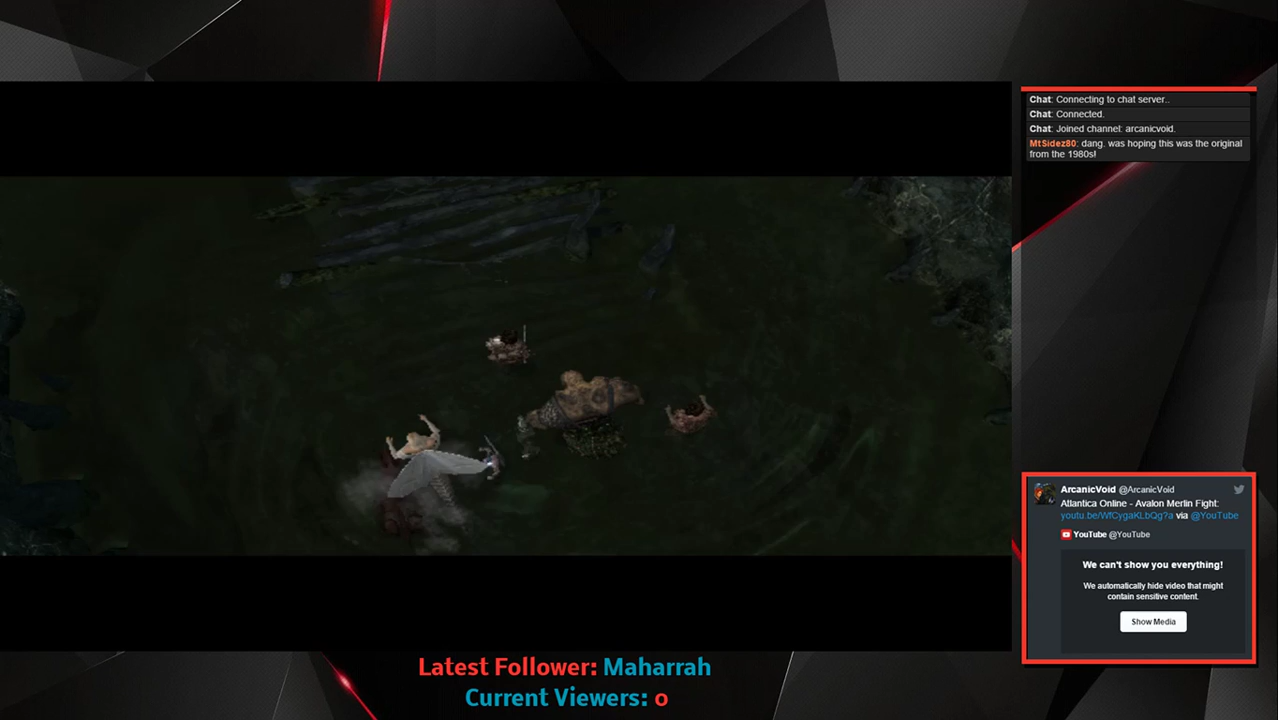 Chat: Connecting to chat server..
Chat: Connected.
Chat: Joined channel: arcanicvoid.
MtSidez80: dang. was hoping this was the original
from the 1980s!
ArcanicVoid @ArcanicVoid
Atlantica Online - Avalon Merlin Fight:
youtu.be/WfCygaKLbQg?a via @YouTube
YouTube @YouTube
We can't show you everything!
We automatically hide video that might
contain sensitive content.
Show Media
Latest Follower: Maharrah
Current Viewers: 0